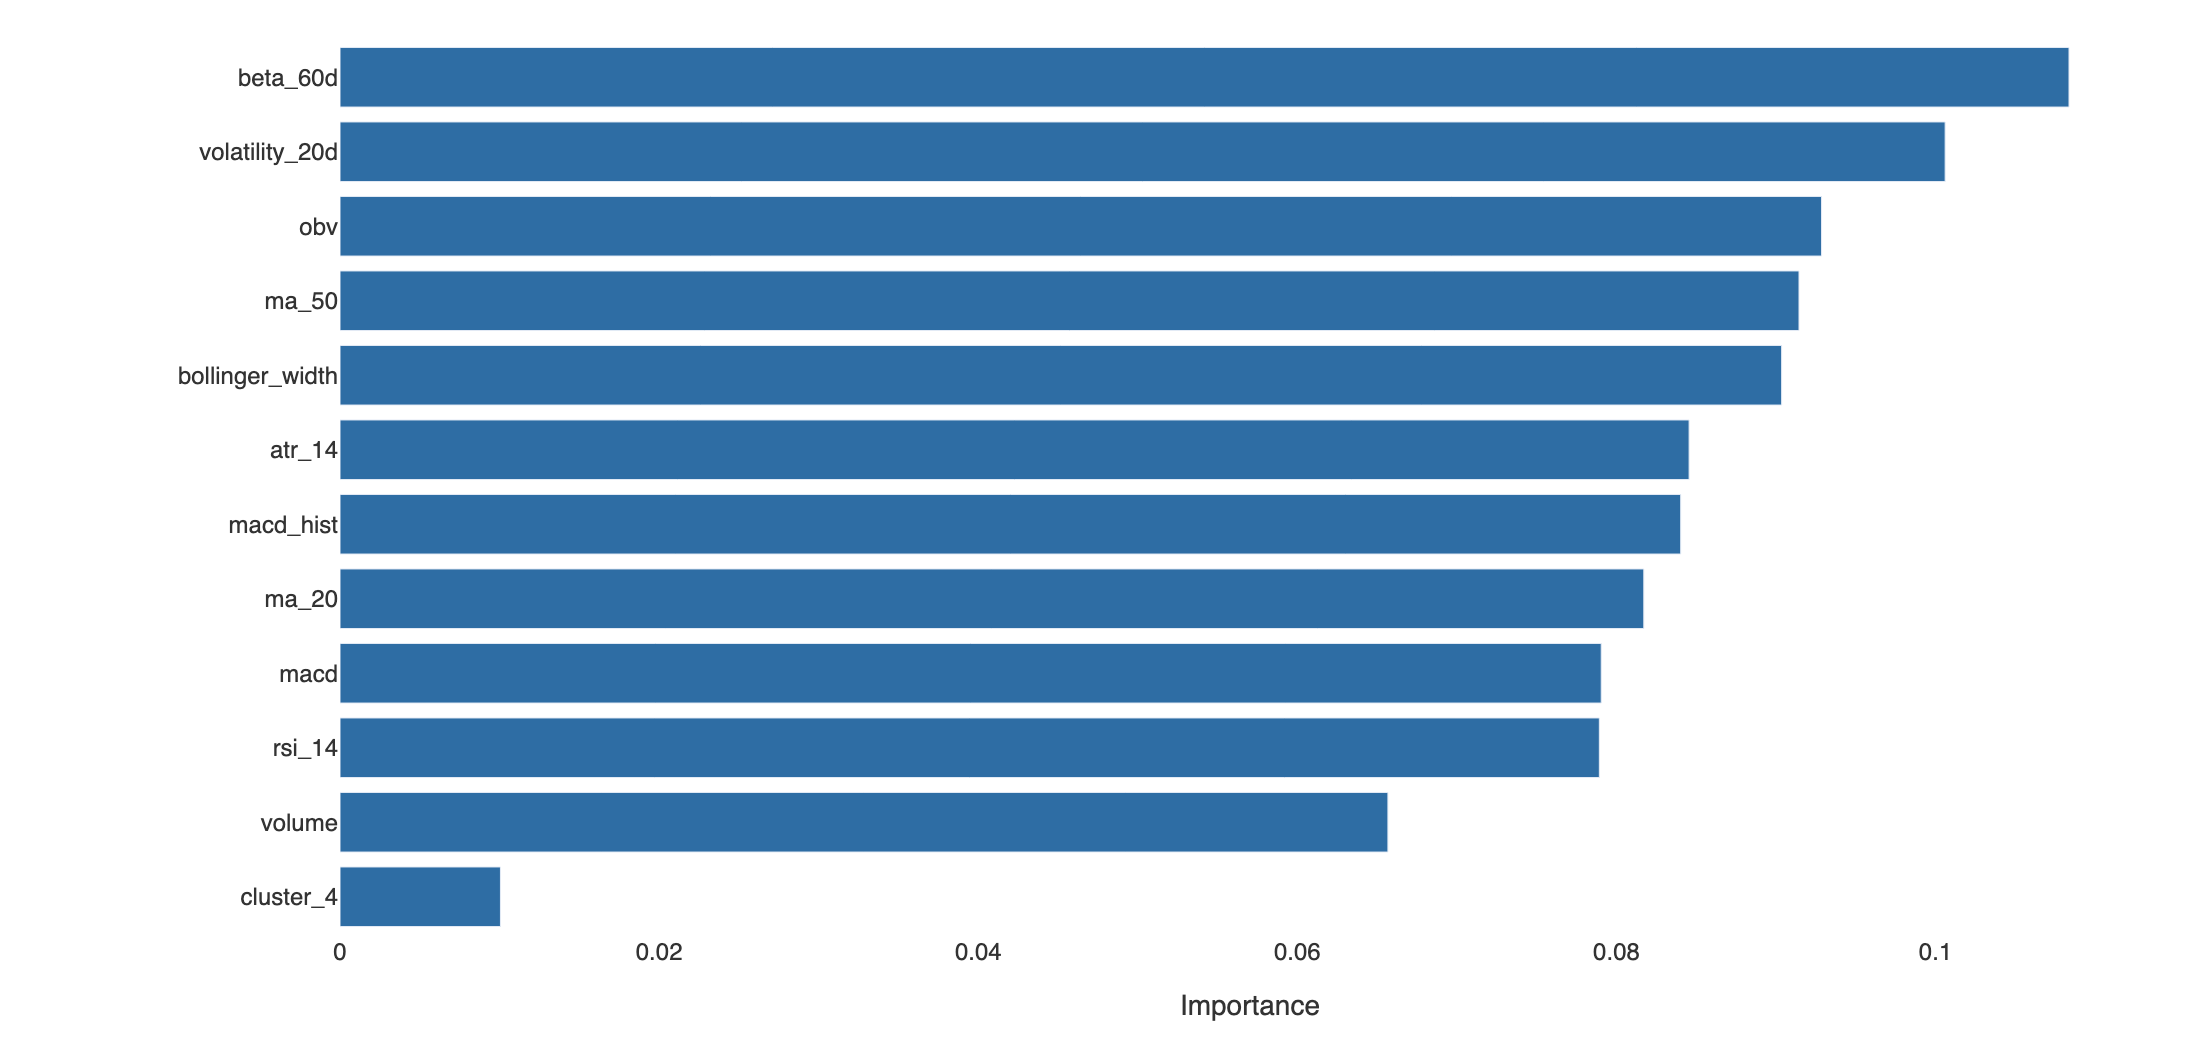 beta_60d
volatility_20d
obv
ma_50
bollinger_width
atr_14
macd_hist
ma_20
macd
rsi_14
volume
cluster_4
0 0.02 0.04 0.06 0.08 0.1
Importance